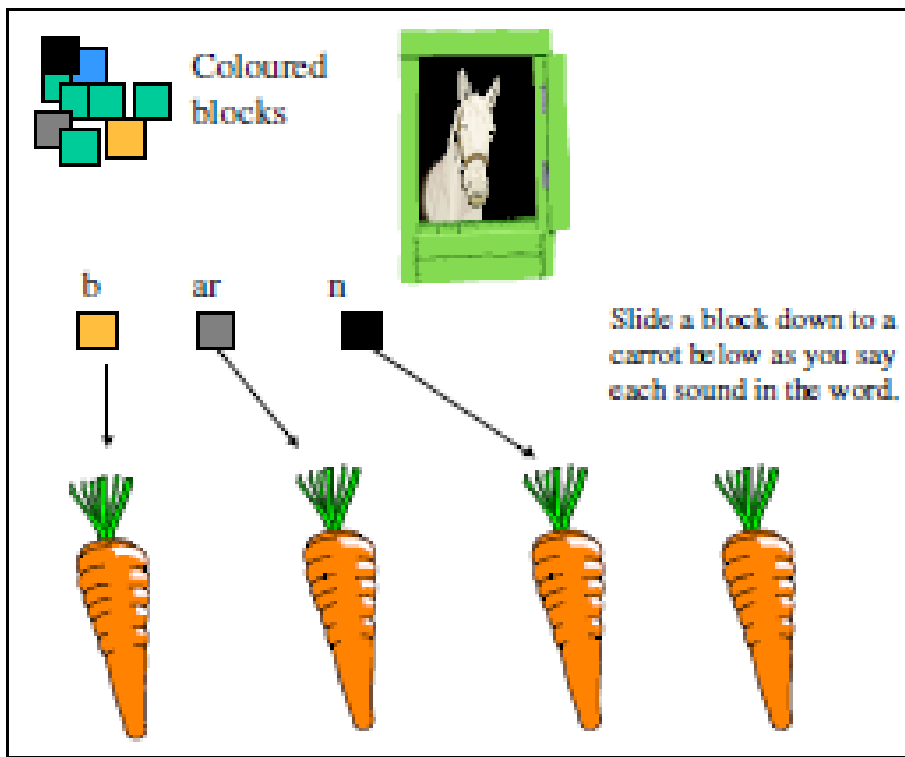 Coloured
blocks
b ar n
Slide a block down to a
carrot below as you say
each sound in the word.